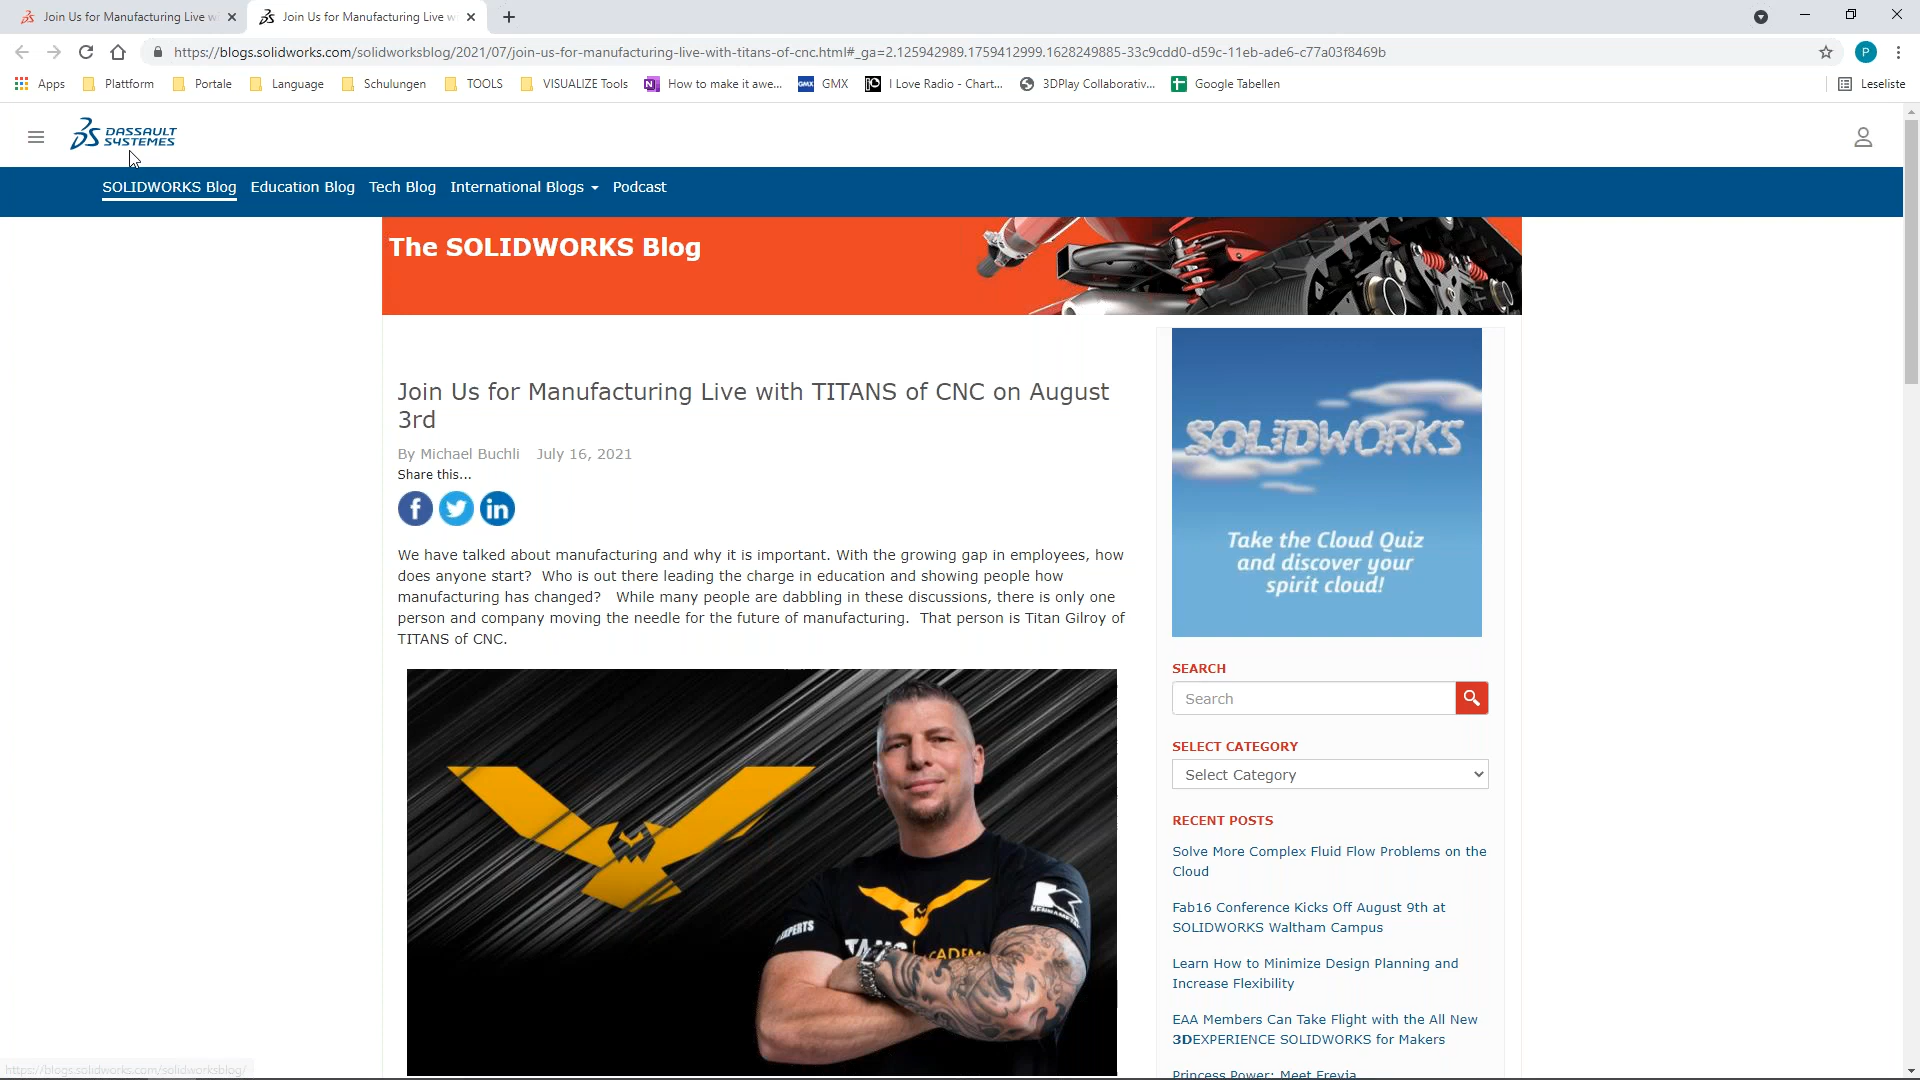 Join Us for Manufacturing Live w
Join Us for Manufacturing Live w
https://blogs.solidworks.com/solidworksblog/2021/07/join-us-for-manufacturing-live-with-titans-of-cnc.html#_ga=2.125942989.1759412999.1628249885-33c9cdd0-d59c-11eb-ade6-c77a03f8469b
P
Apps Plattform Portale Language Schulungen TOOLS VISUALIZE Tools How to make it awe... GMX I Love Radio - Chart... 3DPlay Collaborativ... Google Tabellen Leseliste
DASSAULT
SYSTEMES
SOLIDWORKS Blog Education Blog Tech Blog International Blogs Podcast
The SOLIDWORKS Blog
Join Us for Manufacturing Live with TITANS of CNC on August
3rd
By Michael Buchli July 16, 2021
Share this...
We have talked about manufacturing and why it is important. With the growing gap in employees, how
does anyone start? Who is out there leading the charge in education and showing people how
manufacturing has changed? While many people are dabbling in these discussions, there is only one
person and company moving the needle for the future of manufacturing. That person is Titan Gilroy of
TITANS of CNC.
KENNAMETAL
EXPERTS
SOLIDWORKS
Take the Cloud Quiz
and discover your
spirit cloud!
SEARCH
Search
SELECT CATEGORY
Select Category
RECENT POSTS
Solve More Complex Fluid Flow Problems on the
Cloud
Fab16 Conference Kicks Off August 9th at
SOLIDWORKS Waltham Campus
Learn How to Minimize Design Planning and
Increase Flexibility
EAA Members Can Take Flight with the All New
3DEXPERIENCE SOLIDWORKS for Makers
Princess Power: Meet Freyja
https://blogs.solidworks.com/solidworksblog/